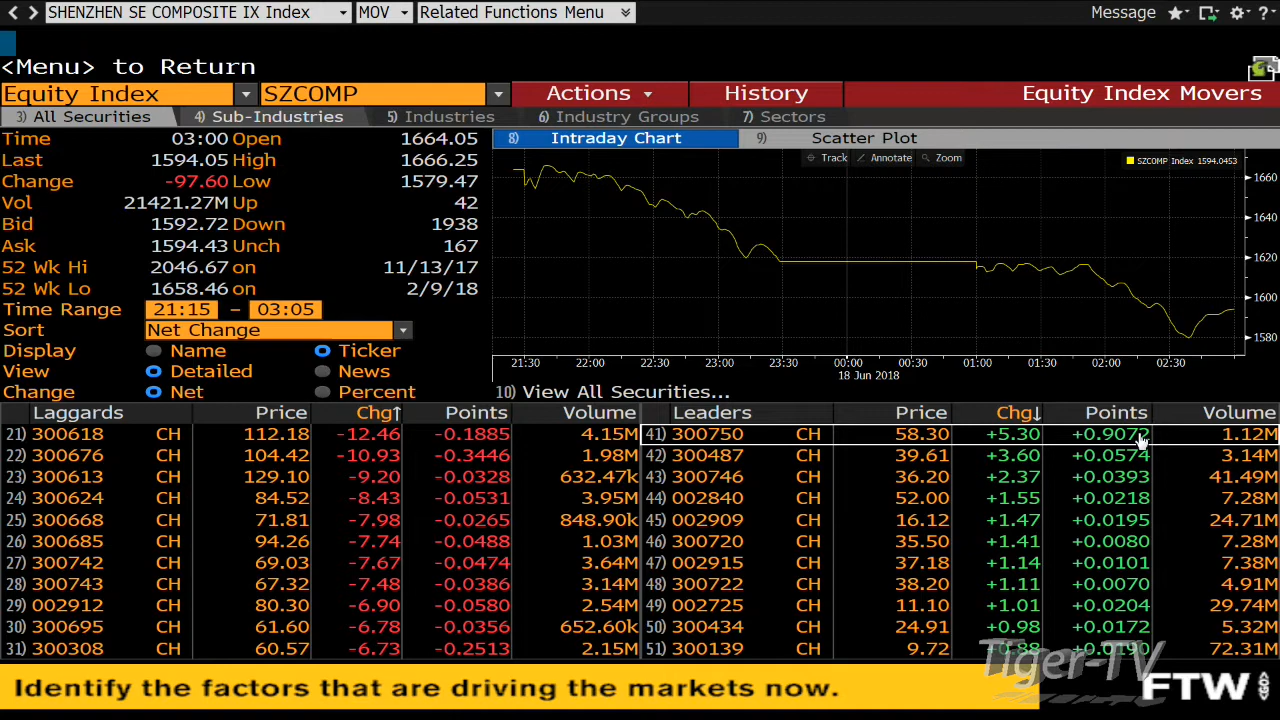 SHENZHEN SE COMPOSITE IX Index MOV Related Functions Menu Message ?
<Menu> to Return
Equity Index SZCOMP Actions History Equity Index Movers
3) All Securities 4) Sub-Industries 5) Industries 6) Industry Groups 7) Sectors
Time 03:00 Open 1664.05
Last 1594.05 High 1666.25
Change -97.60 Low 1579.47
Vol 21421.27M Up 42
Bid 1592.72 Down 1938
Ask 1594.43 Unch 167
52 Wk Hi 2046.67 on 11/13/17
52 Wk Lo 1658.46 on 2/9/18
Time Range 21:15 - 03:05
Sort Net Change
Display Name Ticker
View Detailed News
Change Net Percent
8) Intraday Chart 9) Scatter Plot
Track Annotate Zoom
SZCOMP Index 1594.0453
1660
1640
1620
1600
1580
21:30 22:00 22:30 23:00 23:30 00:00 00:30 01:00 01:30 02:00 02:30
18 Jun 2018
10) View All Securities...
Laggards Price Chg↑ Points Volume Leaders Price Chg↓ Points Volume
21) 300618 CH 112.18 -12.46 -0.1885 4.15M 41) 300750 CH 58.30 +5.30 +0.9072 1.12M
22) 300676 CH 104.42 -10.93 -0.3446 1.98M 42) 300487 CH 39.61 +3.60 +0.0574 3.14M
23) 300613 CH 129.10 -9.20 -0.0328 632.47k 43) 300746 CH 36.20 +2.37 +0.0393 41.49M
24) 300624 CH 84.52 -8.43 -0.0531 3.95M 44) 002840 CH 52.00 +1.55 +0.0218 7.28M
25) 300668 CH 71.81 -7.98 -0.0265 848.90k 45) 002909 CH 16.12 +1.47 +0.0195 24.71M
26) 300685 CH 94.26 -7.74 -0.0488 1.03M 46) 300720 CH 35.50 +1.41 +0.0080 7.28M
27) 300742 CH 69.03 -7.67 -0.0474 3.64M 47) 002915 CH 37.18 +1.14 +0.0101 7.38M
28) 300743 CH 67.32 -7.48 -0.0386 3.14M 48) 300722 CH 38.20 +1.11 +0.0070 4.91M
29) 002912 CH 80.30 -6.90 -0.0580 2.54M 49) 002725 CH 11.10 +1.01 +0.0204 29.74M
30) 300695 CH 61.60 -6.78 -0.0356 652.60k 50) 300434 CH 24.91 +0.98 +0.0172 5.32M
31) 300308 CH 60.57 -6.73 -0.2513 2.15M 51) 300139 CH 9.72 +0.88 +0.0190 72.31M
Tiger-TV
Identify the factors that are driving the markets now. FTW <GO>